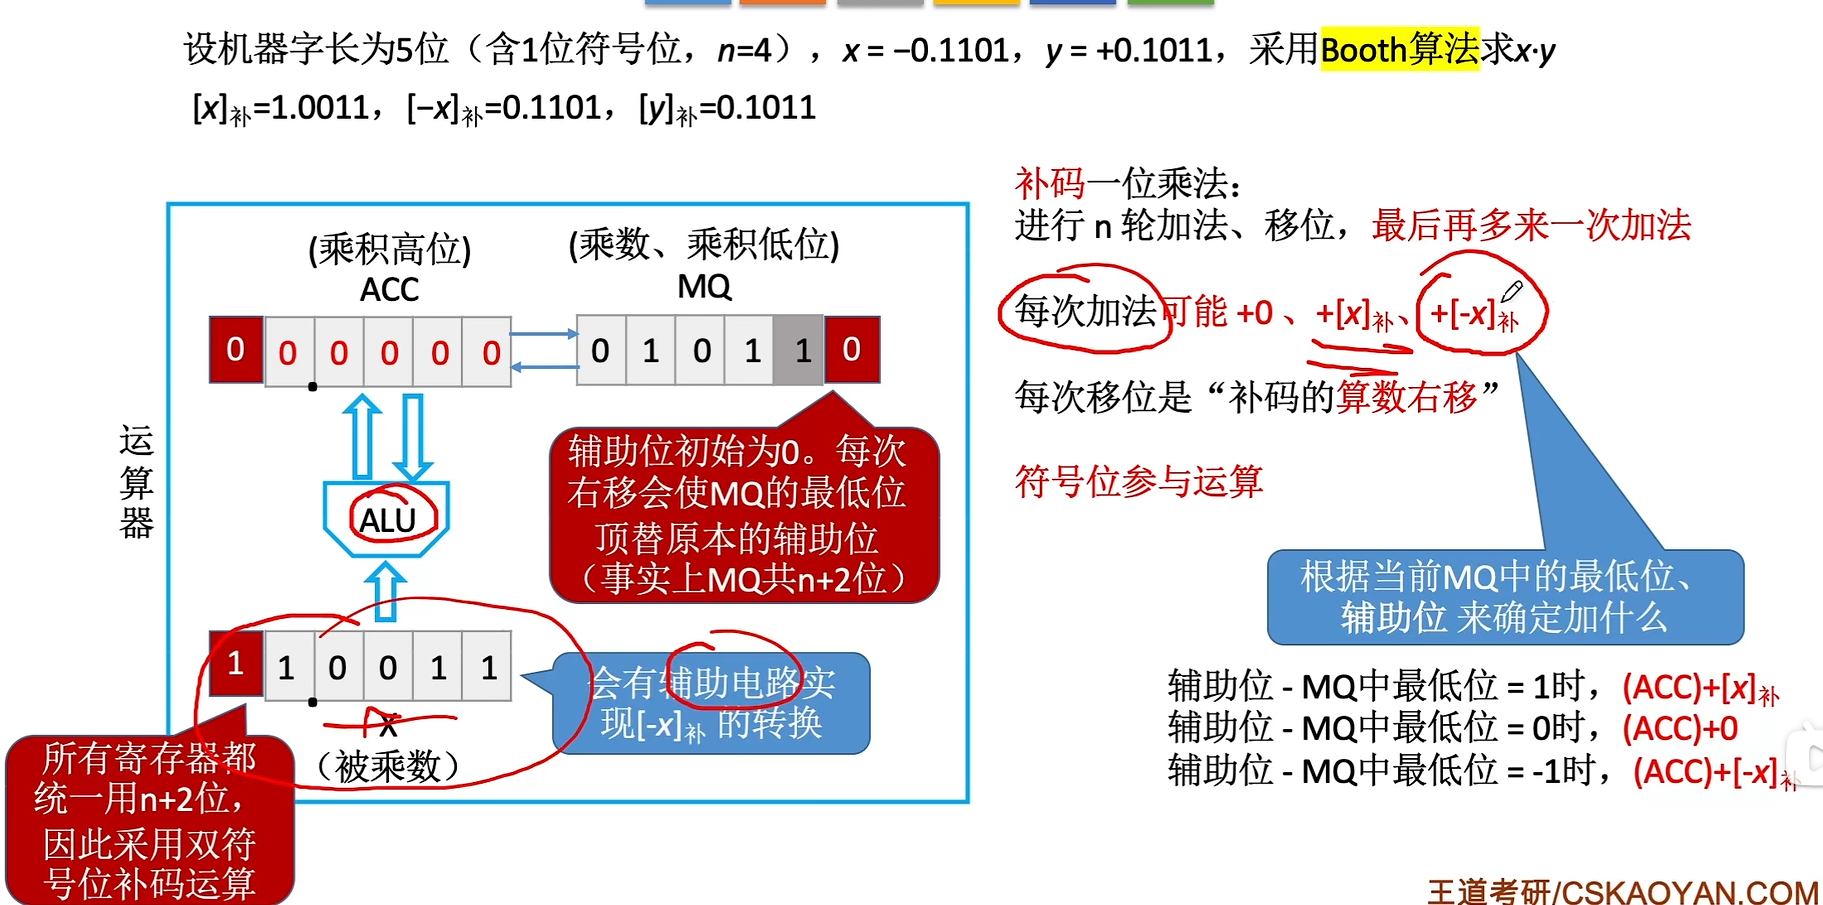 设机器字长为5位（含1位符号位，n=4），x = −0.1101，y = +0.1011，采用Booth算法求x·y
[x]补=1.0011，[−x]补=0.1101，[y]补=0.1011
补码一位乘法：
进行 n 轮加法、移位，最后再多来一次加法
每次加法可能 +0 、+[x]补、+[-x]补
每次移位是“补码的算数右移”
符号位参与运算
根据当前MQ中的最低位、
辅助位 来确定加什么
辅助位 - MQ中最低位 = 1时，(ACC)+[x]补
辅助位 - MQ中最低位 = 0时，(ACC)+0
辅助位 - MQ中最低位 = -1时，(ACC)+[-x]补
运算器
(乘积高位)
ACC
(乘数、乘积低位)
MQ
0 0 0 0 0 0
0 1 0 1 1 0
辅助位初始为0。每次
右移会使MQ的最低位
顶替原本的辅助位
（事实上MQ共n+2位）
ALU
1 1 0 0 1 1
x
（被乘数）
会有辅助电路实
现[-x]补 的转换
所有寄存器都
统一用n+2位，
因此采用双符
号位补码运算
王道考研/CSKAOYAN.COM